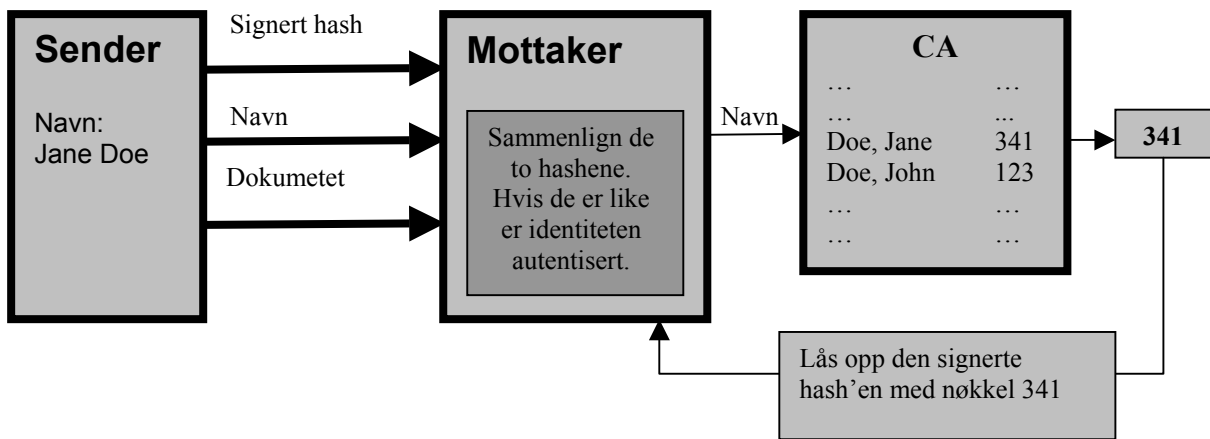 Sender
Navn:
Jane Doe
Signert hash
Navn
Dokumetet
Mottaker
Sammenlign de
to hashene.
Hvis de er like
er identiteten
autentisert.
Navn
CA
… …
… ...
Doe, Jane 341
Doe, John 123
… …
… …
341
Lås opp den signerte
hash’en med nøkkel 341